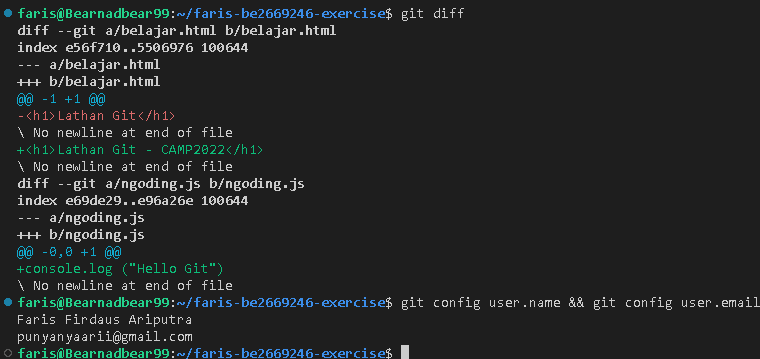 faris@Bearnadbear99:~/faris-be2669246-exercise$ git diff
diff --git a/belajar.html b/belajar.html
index e56f710..5506976 100644
--- a/belajar.html
+++ b/belajar.html
@@ -1 +1 @@
-<h1>Lathan Git</h1>
\ No newline at end of file
+<h1>Lathan Git - CAMP2022</h1>
\ No newline at end of file
diff --git a/ngoding.js b/ngoding.js
index e69de29..e96a26e 100644
--- a/ngoding.js
+++ b/ngoding.js
@@ -0,0 +1 @@
+console.log ("Hello Git")
\ No newline at end of file
faris@Bearnadbear99:~/faris-be2669246-exercise$ git config user.name && git config user.email
Faris Firdaus Ariputra
punyanyaarii@gmail.com
faris@Bearnadbear99:~/faris-be2669246-exercise$